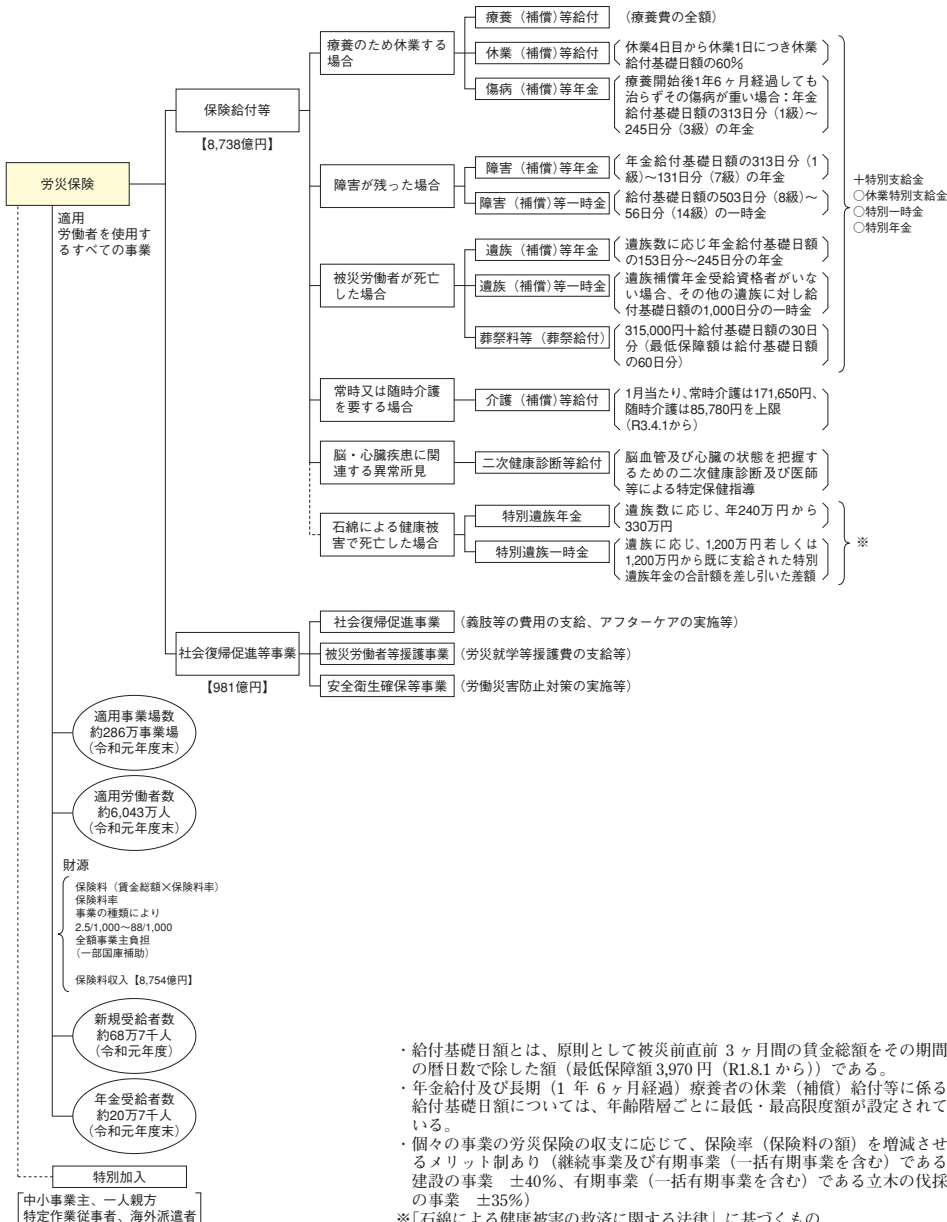 労災保険
適用
労働者を使用す
るすべての事業
保険給付等
【8,738億円】
療養のため休業する
場合
療養（補償）等給付
（療養費の全額）
休業（補償）等給付
休業4日目から休業1日につき休業
給付基礎日額の60%
傷病（補償）等年金
療養開始後1年6ヶ月経過しても
治らずその傷病が重い場合：年金
給付基礎日額の313日分（1級）～
245日分（3級）の年金
障害が残った場合
障害（補償）等年金
年金給付基礎日額の313日分（1
級）～131日分（7級）の年金
障害（補償）等一時金
給付基礎日額の503日分（8級）～
56日分（14級）の一時金
被災労働者が死亡
した場合
遺族（補償）等年金
遺族数に応じ年金給付基礎日額
の153日分～245日分の年金
遺族（補償）等一時金
遺族補償年金受給資格者がいな
い場合、その他の遺族に対し給
付基礎日額の1,000日分の一時金
葬祭料等（葬祭給付）
315,000円＋給付基礎日額の30日
分（最低保障額は給付基礎日額
の60日分）
＋特別支給金
○休業特別支給金
○特別一時金
○特別年金
常時又は随時介護
を要する場合
介護（補償）等給付
1月当たり、常時介護は171,650円、
随時介護は85,780円を上限
（R3.4.1から）
脳・心臓疾患に関
連する異常所見
二次健康診断等給付
脳血管及び心臓の状態を把握す
るための二次健康診断及び医師
等による特定保健指導
石綿による健康被
害で死亡した場合
特別遺族年金
遺族数に応じ、年240万円から
330万円
特別遺族一時金
遺族に応じ、1,200万円若しくは
1,200万円から既に支給された特別
遺族年金の合計額を差し引いた差額
※
社会復帰促進等事業
【981億円】
社会復帰促進事業
（義肢等の費用の支給、アフターケアの実施等）
被災労働者等援護事業
（労災就学等援護費の支給等）
安全衛生確保等事業
（労働災害防止対策の実施等）
適用事業場数
約286万事業場
（令和元年度末）
適用労働者数
約6,043万人
（令和元年度末）
財源
保険料（賃金総額×保険料率）
保険料率
事業の種類により
2.5/1,000～88/1,000
全額事業主負担
（一部国庫補助）
保険料収入【8,754億円】
新規受給者数
約68万7千人
（令和元年度）
年金受給者数
約20万7千人
（令和元年度末）
特別加入
中小事業主、一人親方
特定作業従事者、海外派遣者
・給付基礎日額とは、原則として被災前直前 3 ヶ月間の賃金総額をその期間
の暦日数で除した額（最低保障額 3,970 円（R1.8.1 から））である。
・年金給付及び長期（1 年 6 ヶ月経過）療養者の休業（補償）給付等に係る
給付基礎日額については、年齢階層ごとに最低・最高限度額が設定されて
いる。
・個々の事業の労災保険の収支に応じて、保険率（保険料の額）を増減させ
るメリット制あり（継続事業及び有期事業（一括有期事業を含む）である
建設の事業 ±40％、有期事業（一括有期事業を含む）である立木の伐採
の事業 ±35%）
※「石綿による健康被害の救済に関する法律」に基づくもの